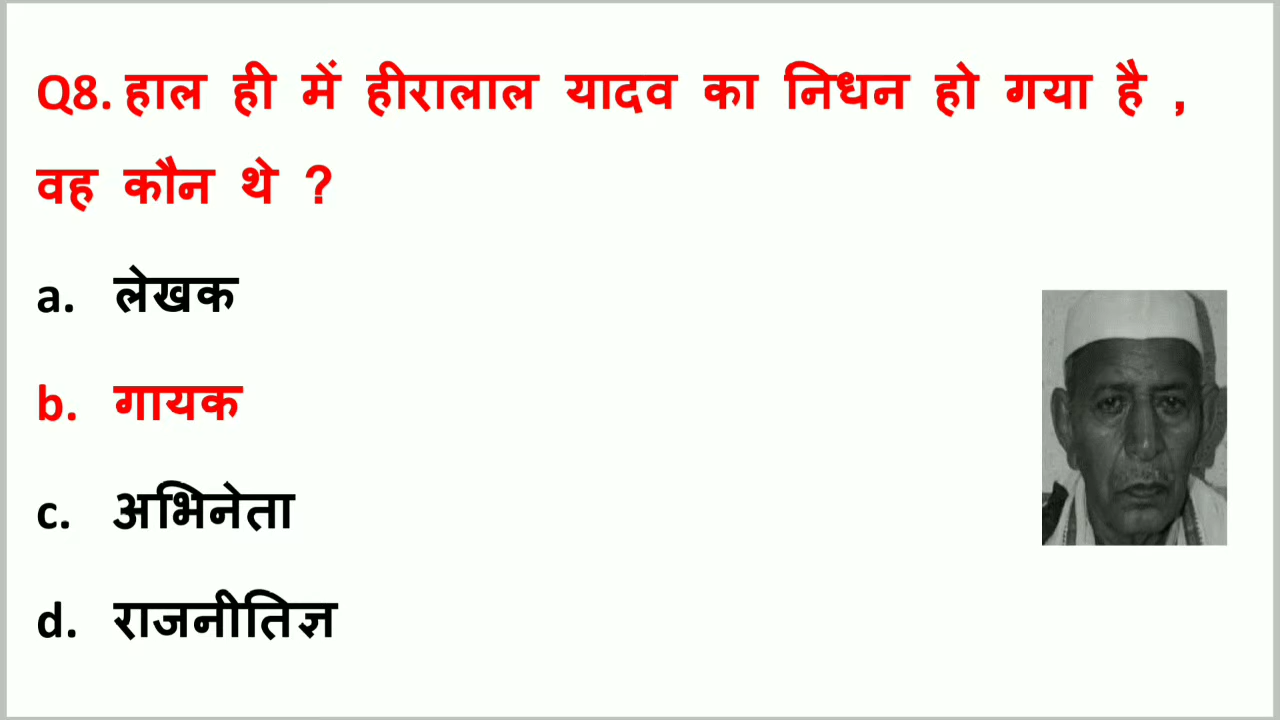 Q8. हाल ही में हीरालाल यादव का निधन हो गया है ,
वह कौन थे ?
a. लेखक
b. गायक
c. अभिनेता
d. राजनीतिज्ञ